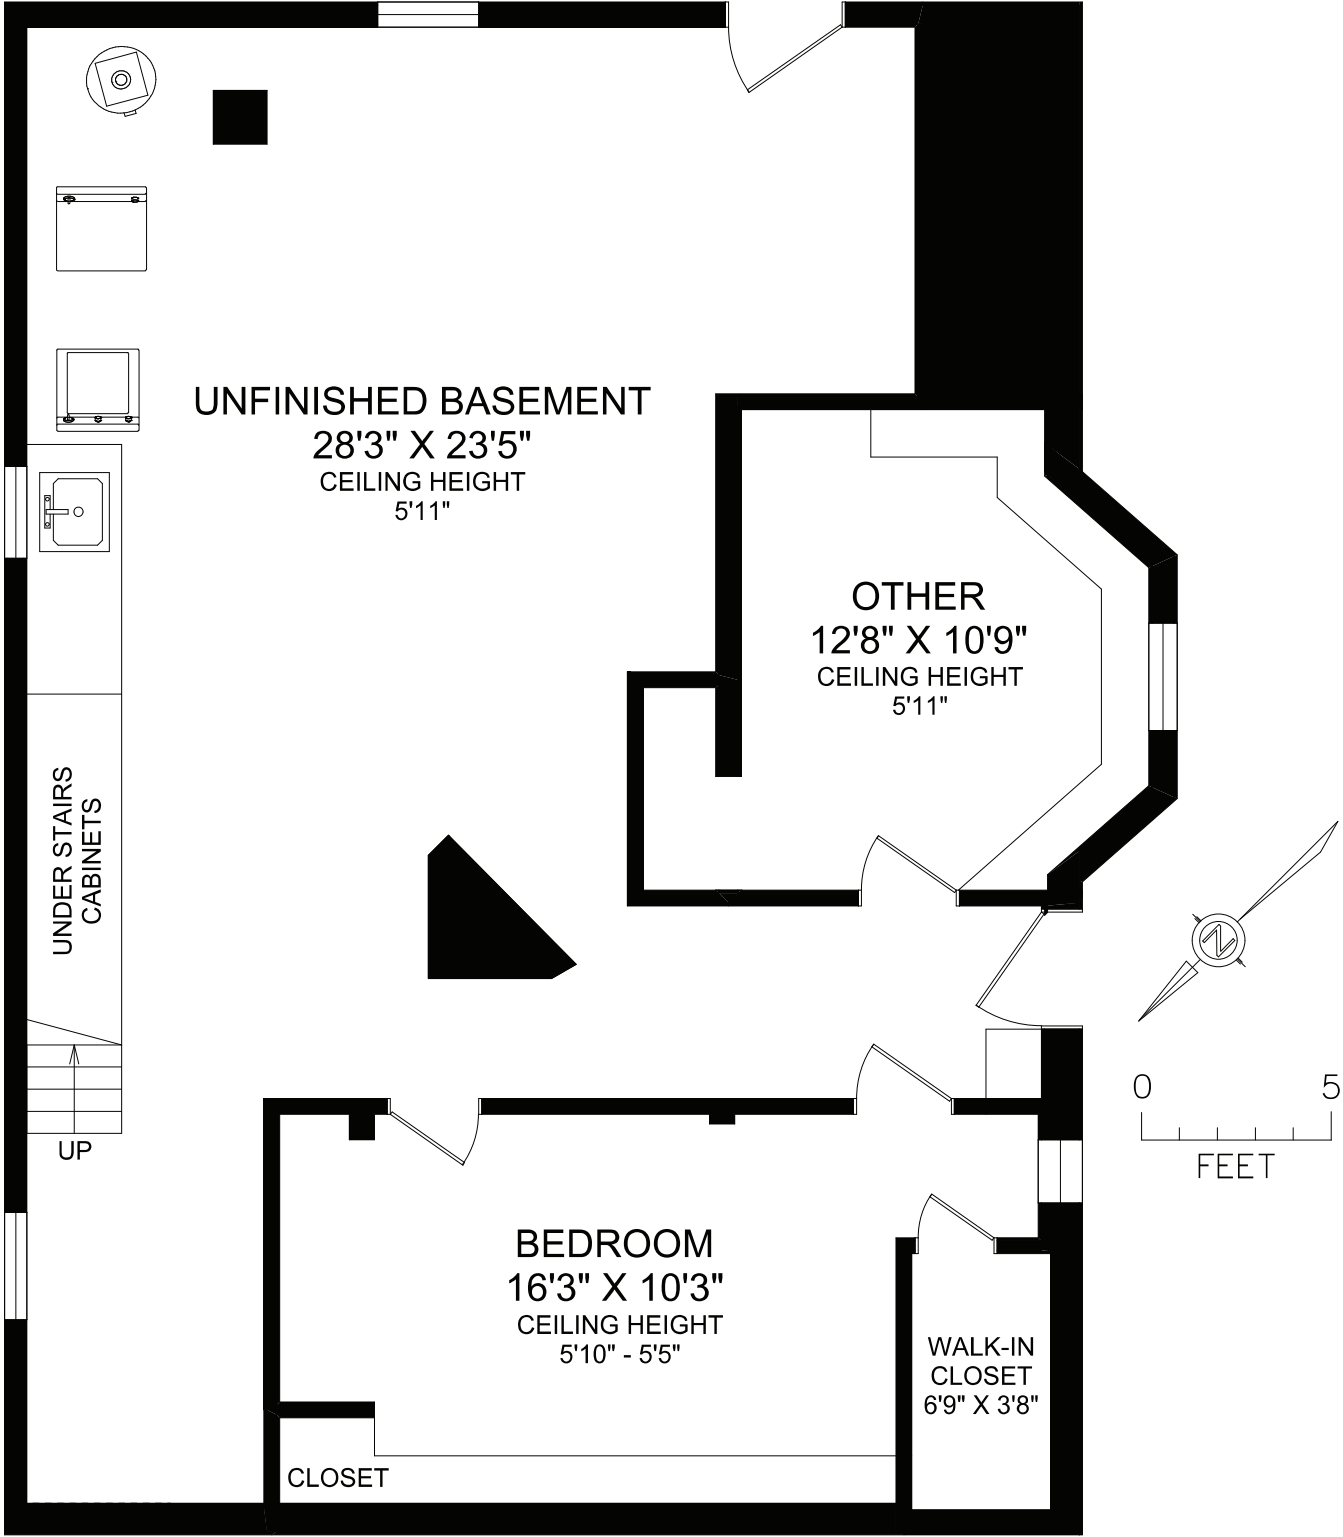 UNFINISHED BASEMENT
28'3" X 23'5"
CEILING HEIGHT
5'11"
OTHER
12'8" X 10'9"
CEILING HEIGHT
5'11"
UNDER STAIRS
CABINETS
UP
N
0 5
FEET
BEDROOM
16'3" X 10'3"
CEILING HEIGHT
5'10" - 5'5"
WALK-IN
CLOSET
6'9" X 3'8"
CLOSET